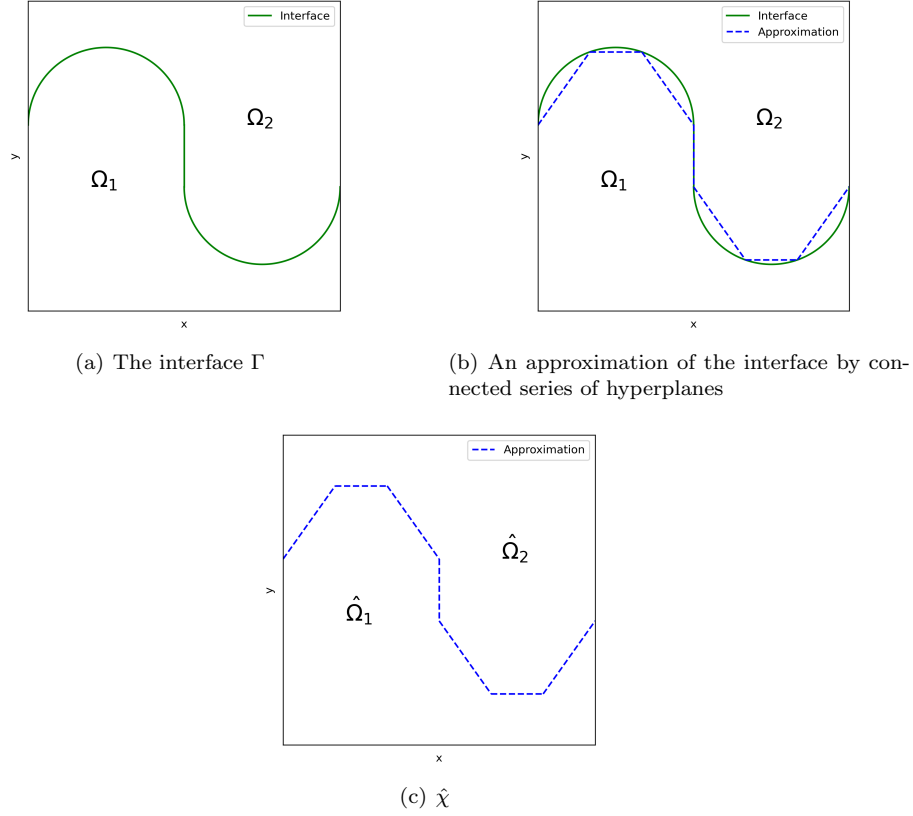 Interface
Ω₂
y
Ω₁
x
(a) The interface Γ
Interface
Approximation
Ω₂
y
Ω₁
x
(b) An approximation of the interface by con-
nected series of hyperplanes
Approximation
Ω̂₂
y
Ω̂₁
x
(c) χ̂